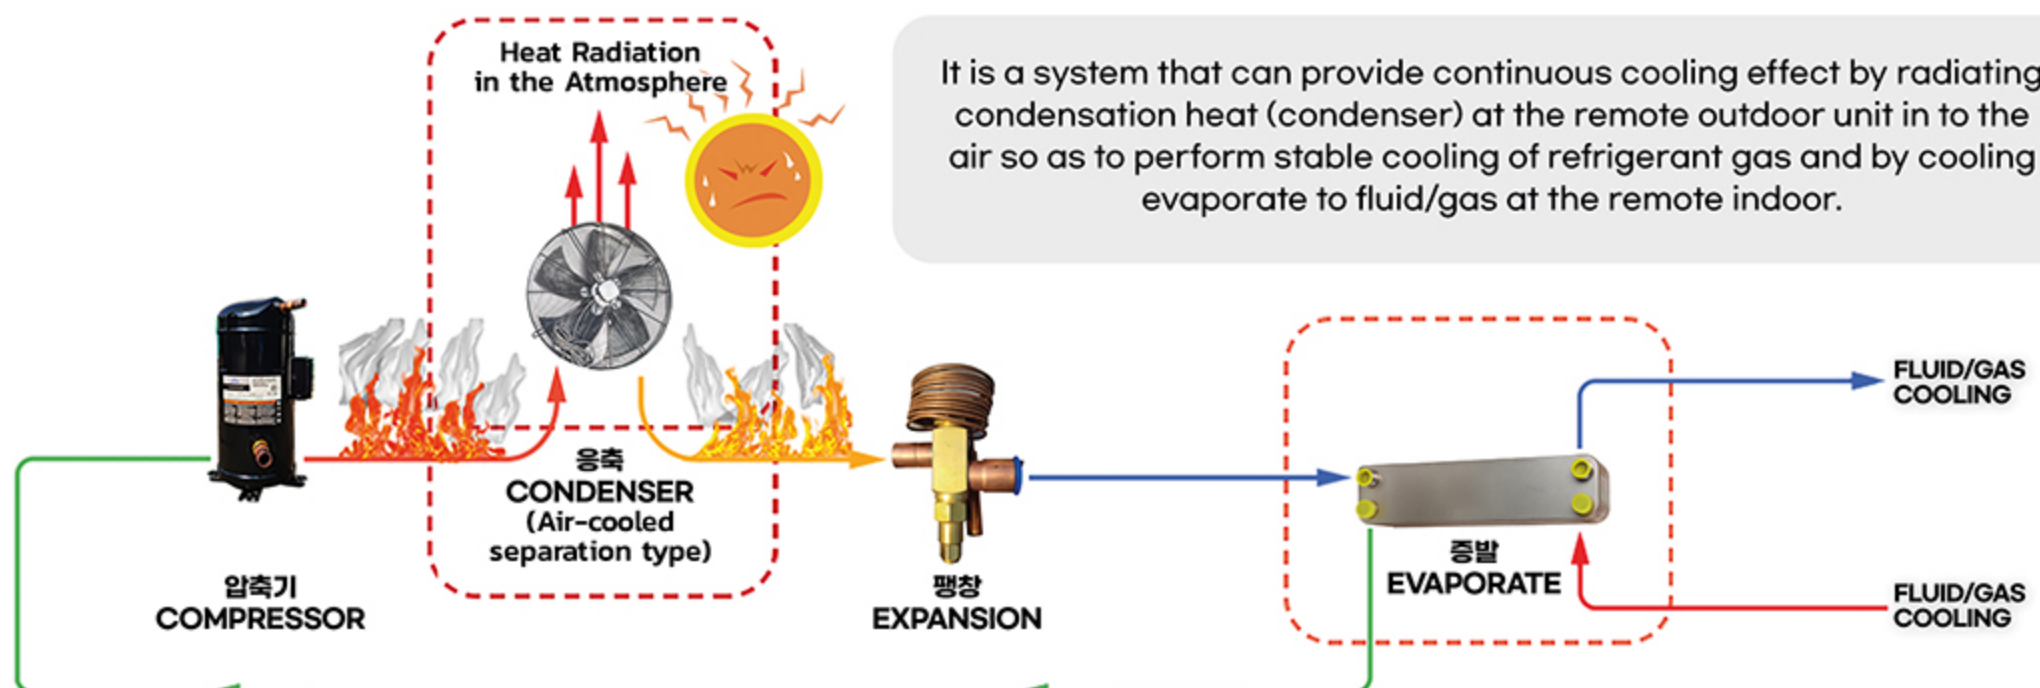 Heat Radiation
in the Atmosphere
It is a system that can provide continuous cooling effect by radiating
condensation heat (condenser) at the remote outdoor unit in to the
air so as to perform stable cooling of refrigerant gas and by cooling
evaporate to fluid/gas at the remote indoor.
압축기
COMPRESSOR
응축
CONDENSER
(Air-cooled
separation type)
팽창
EXPANSION
증발
EVAPORATE
FLUID/GAS
COOLING
FLUID/GAS
COOLING